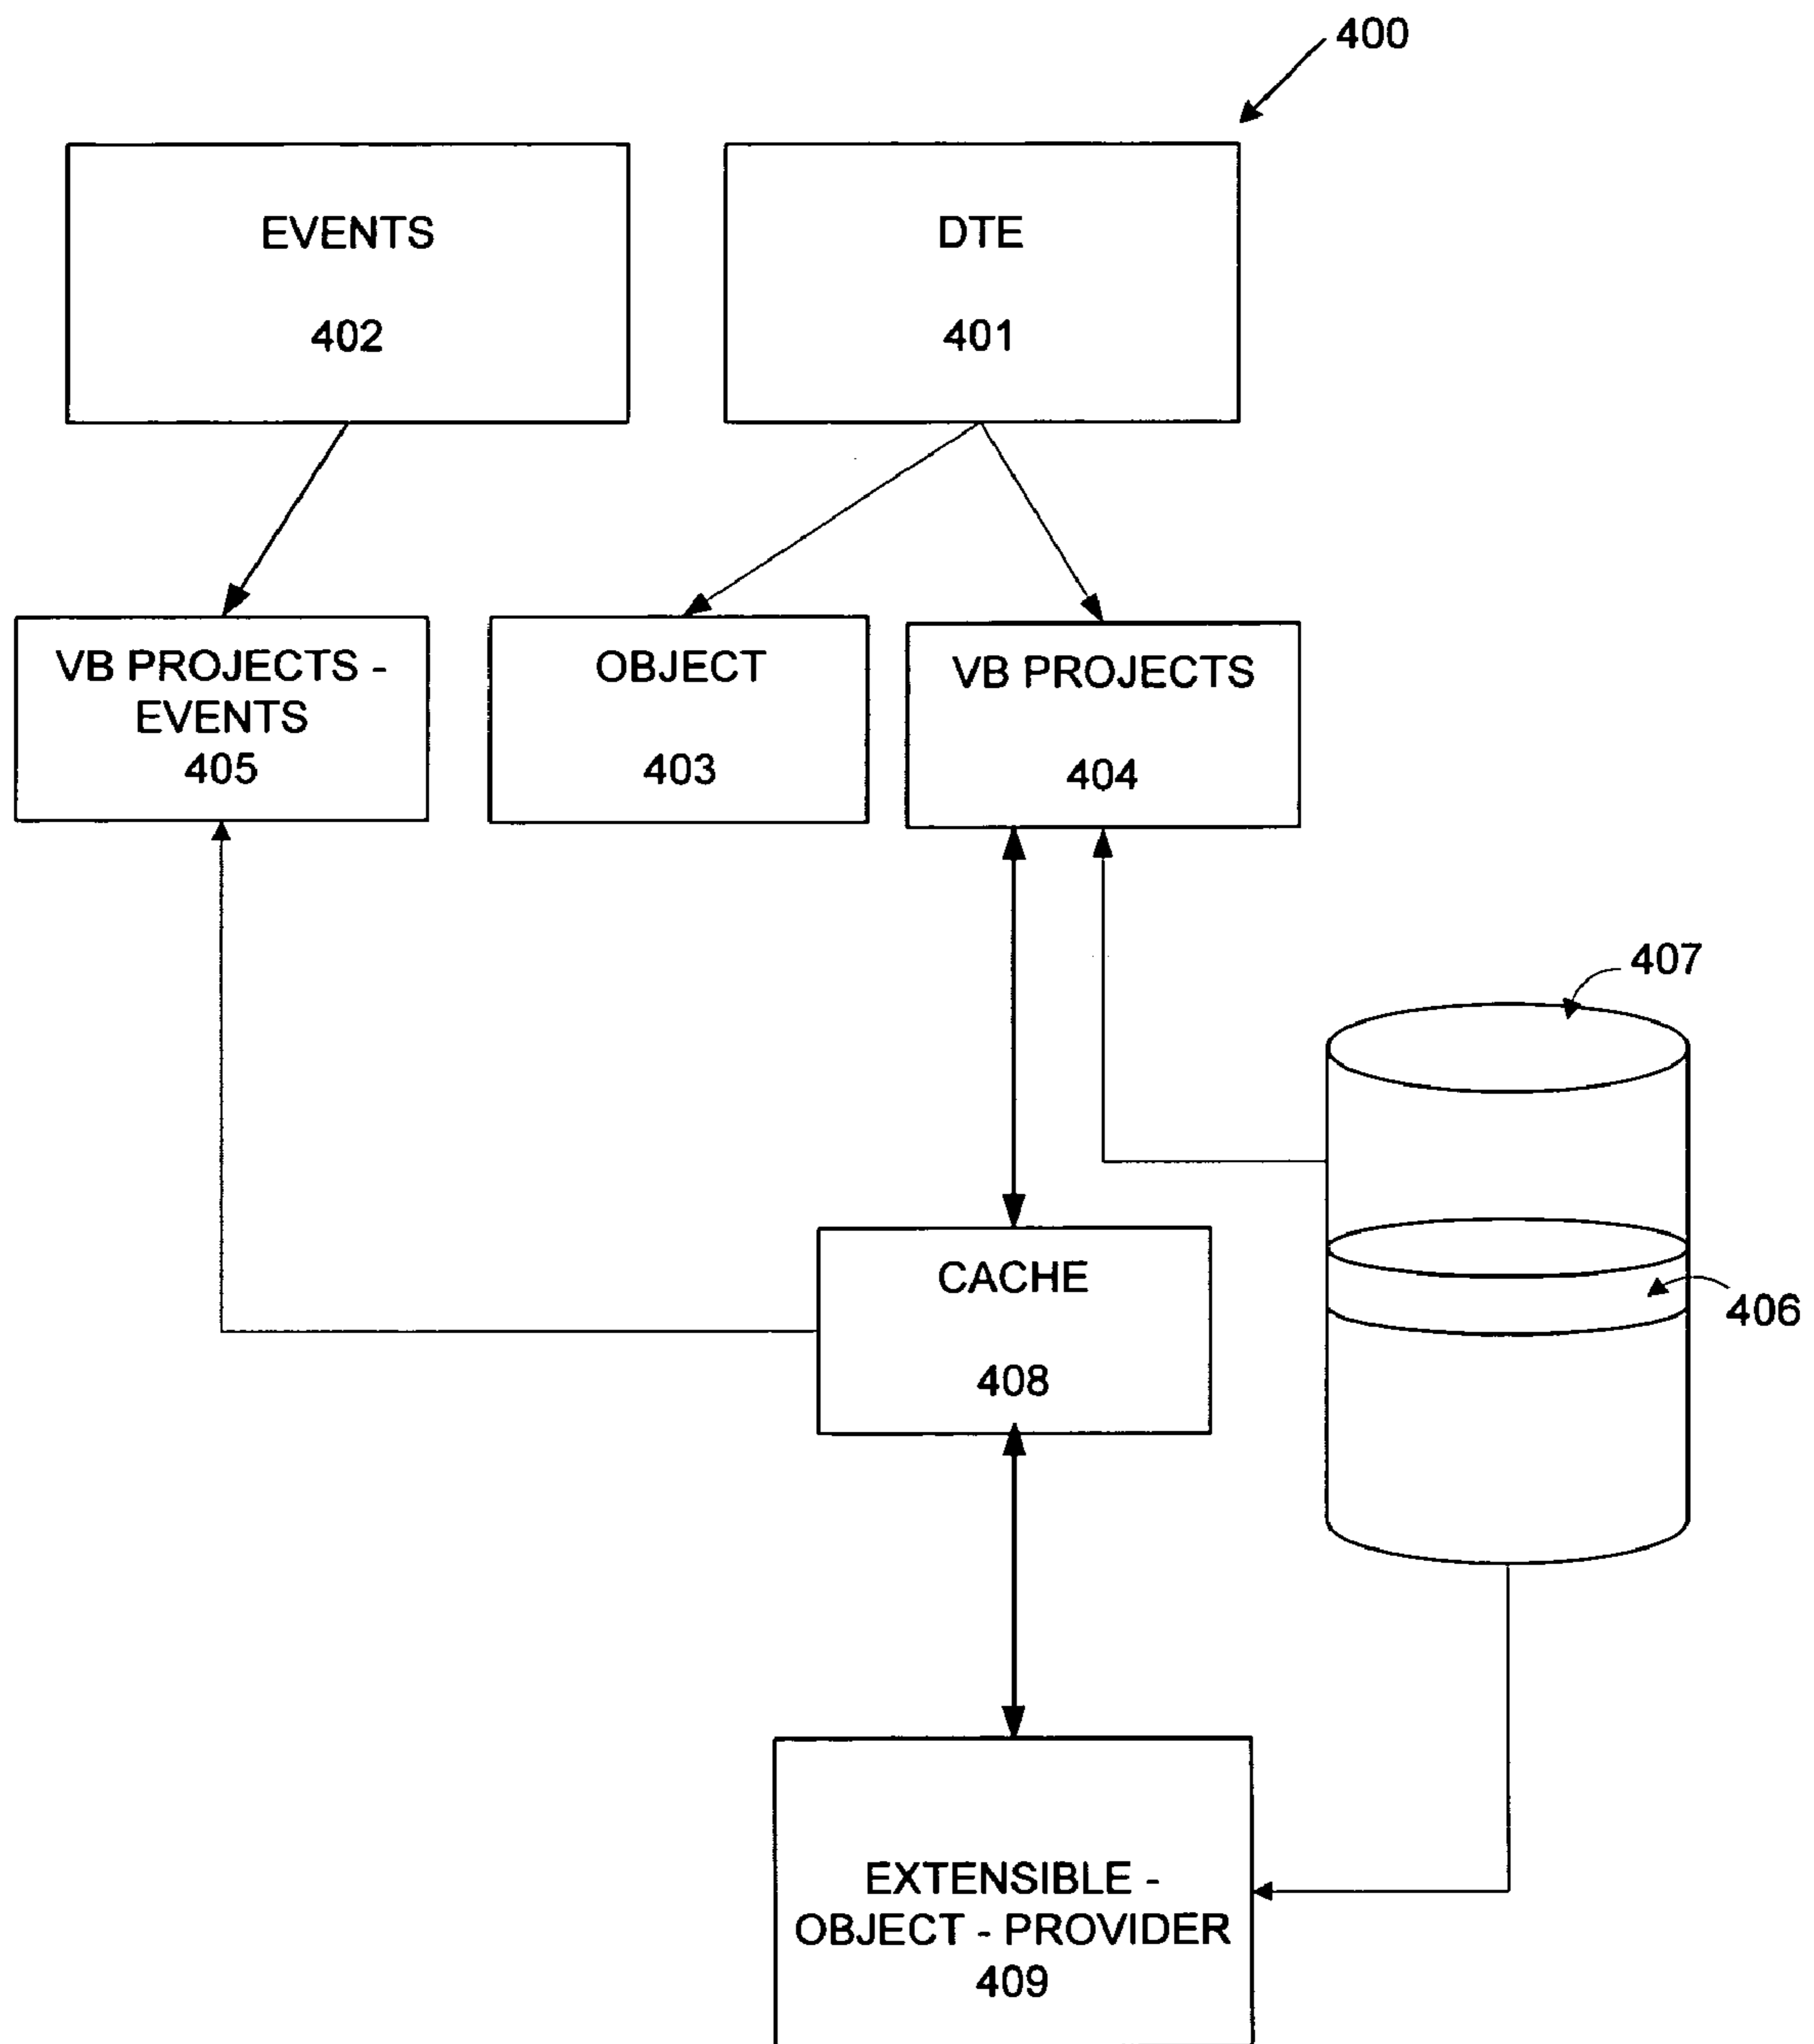 400
EVENTS
402
DTE
401
VB PROJECTS -
EVENTS
405
OBJECT
403
VB PROJECTS
404
407
406
CACHE
408
EXTENSIBLE -
OBJECT - PROVIDER
409